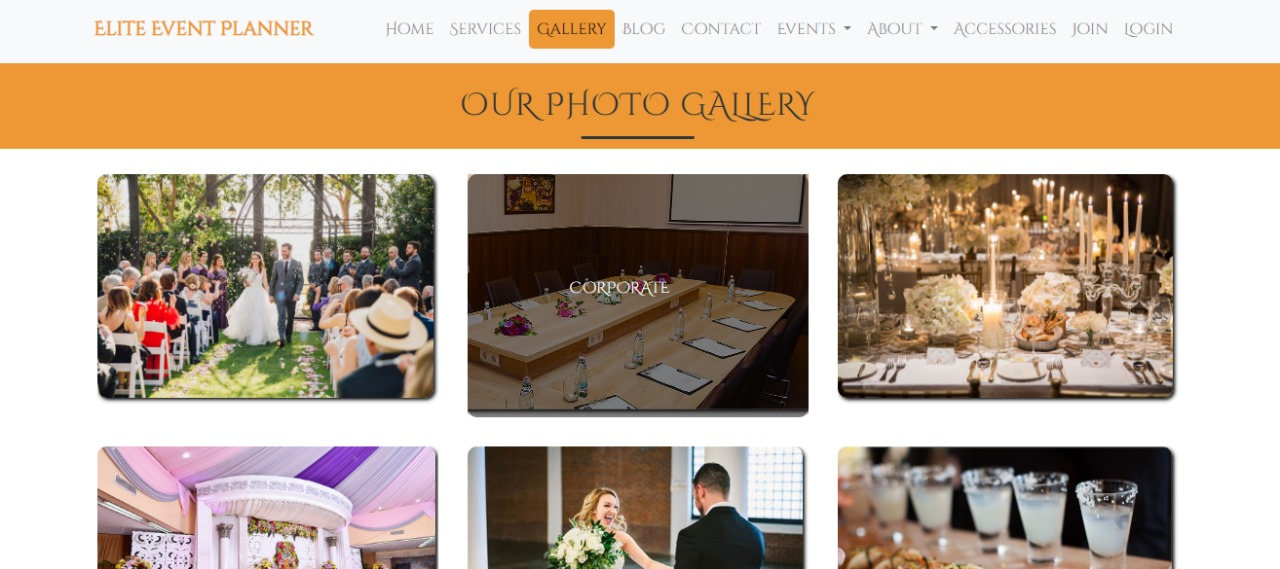 Elite Event Planner
Home Services Gallery Blog Contact Events About Accessories Join Login
Our Photo Gallery
Corporate